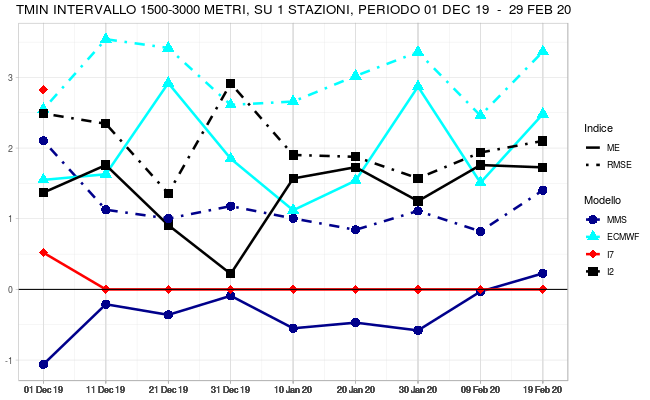 TMIN INTERVALLO 1500-3000 METRI, SU 1 STAZIONI, PERIODO 01 DEC 19 - 29 FEB 20
3
2
1
0
-1
01 Dec 19 11 Dec 19 21 Dec 19 31 Dec 19 10 Jan 20 20 Jan 20 30 Jan 20 09 Feb 20 19 Feb 20
Indice
ME
RMSE
Modello
MMS
ECMWF
I7
I2